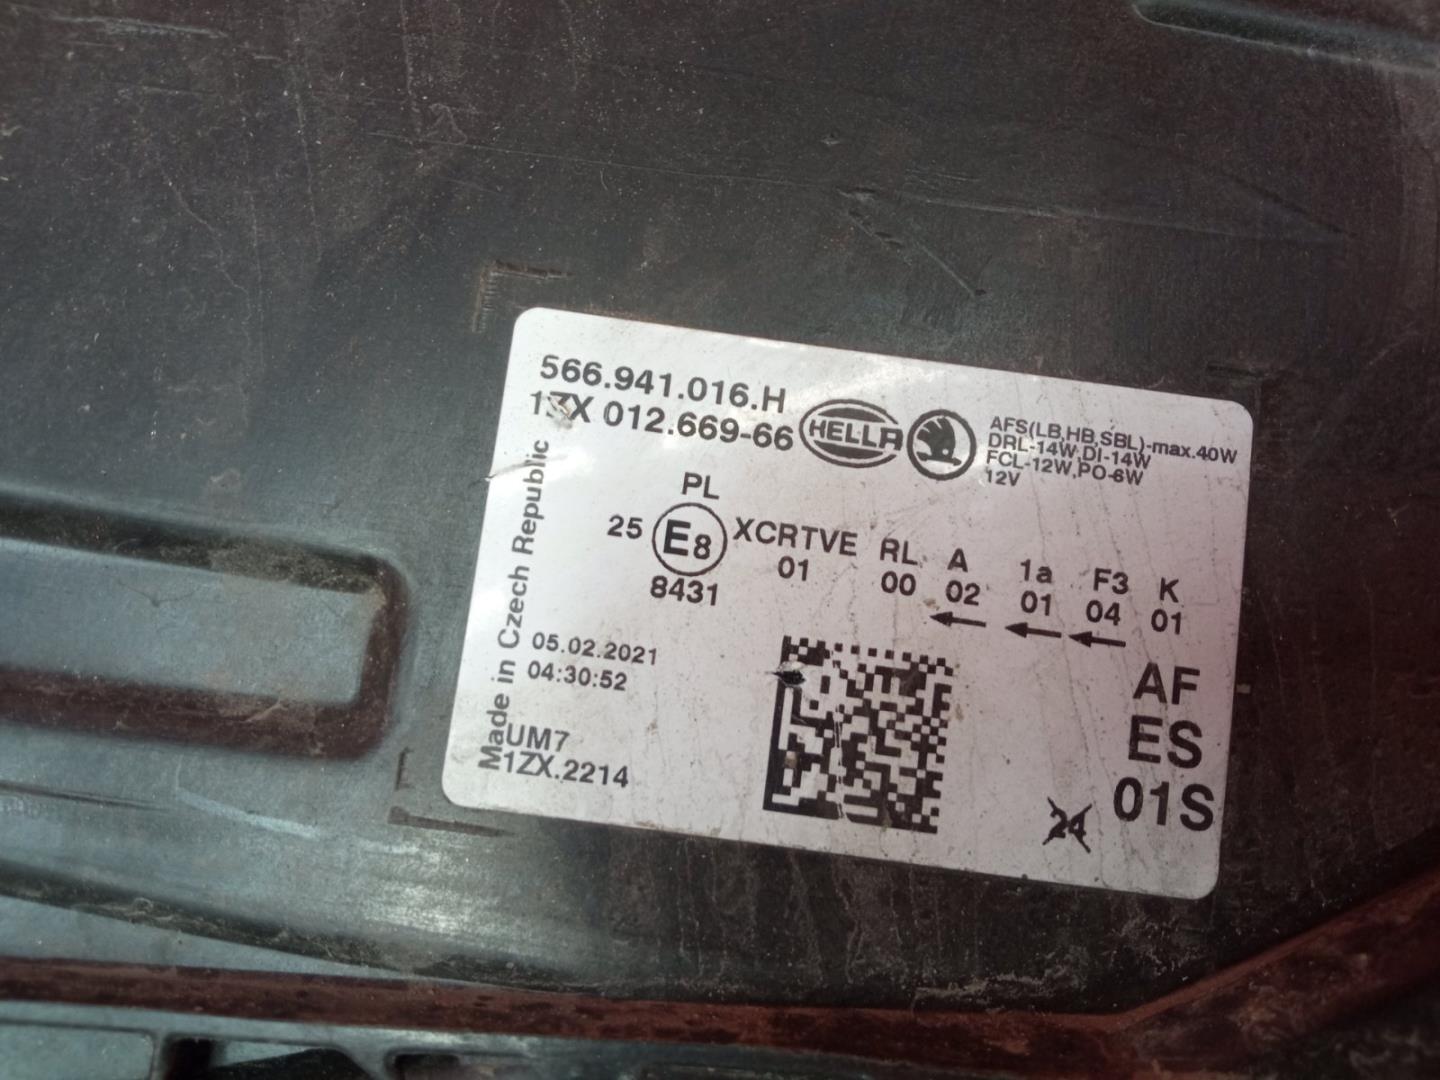 566.941.016.H
1ZX 012.669-66
HELLA
AFS(LB,HB,SBL)-max.40W
DRL-14W,DI-14W
FCL-12W,PO-6W
12V
Made in Czech Republic
PL
25 E8 XCRTVE RL A 1a F3 K
8431 01 00 02 01 04 01
05.02.2021
04:30:52
UM7
1ZX.2214
AF
ES
01S
24